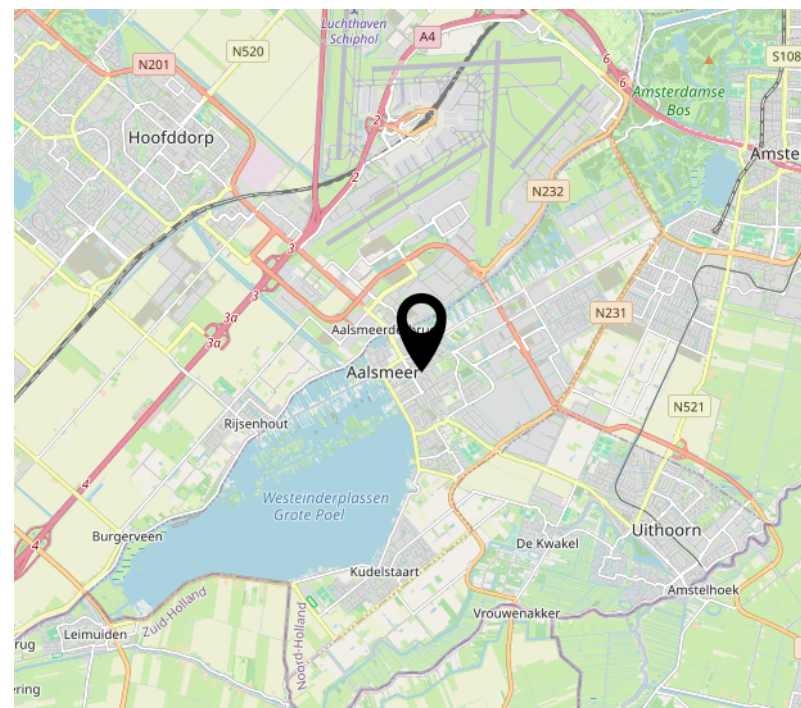 Luchthaven
Schiphol
A4
N520
N201
6
6
S108
Amsterdamse
Bos
2
Hoofddorp
Amste
2
N232
3
3
N231
3a
3a
Aalsmeerderbrug
Aalsmeer
N521
Rijsenhout
4
Westeinderplassen
Grote Poel
Uithoorn
Burgerveen
4
De Kwakel
Kudelstaart
Amstelhoek
Zuid-Holland
Noord-Holland
Vrouwenakker
Leimuiden
rug
ering